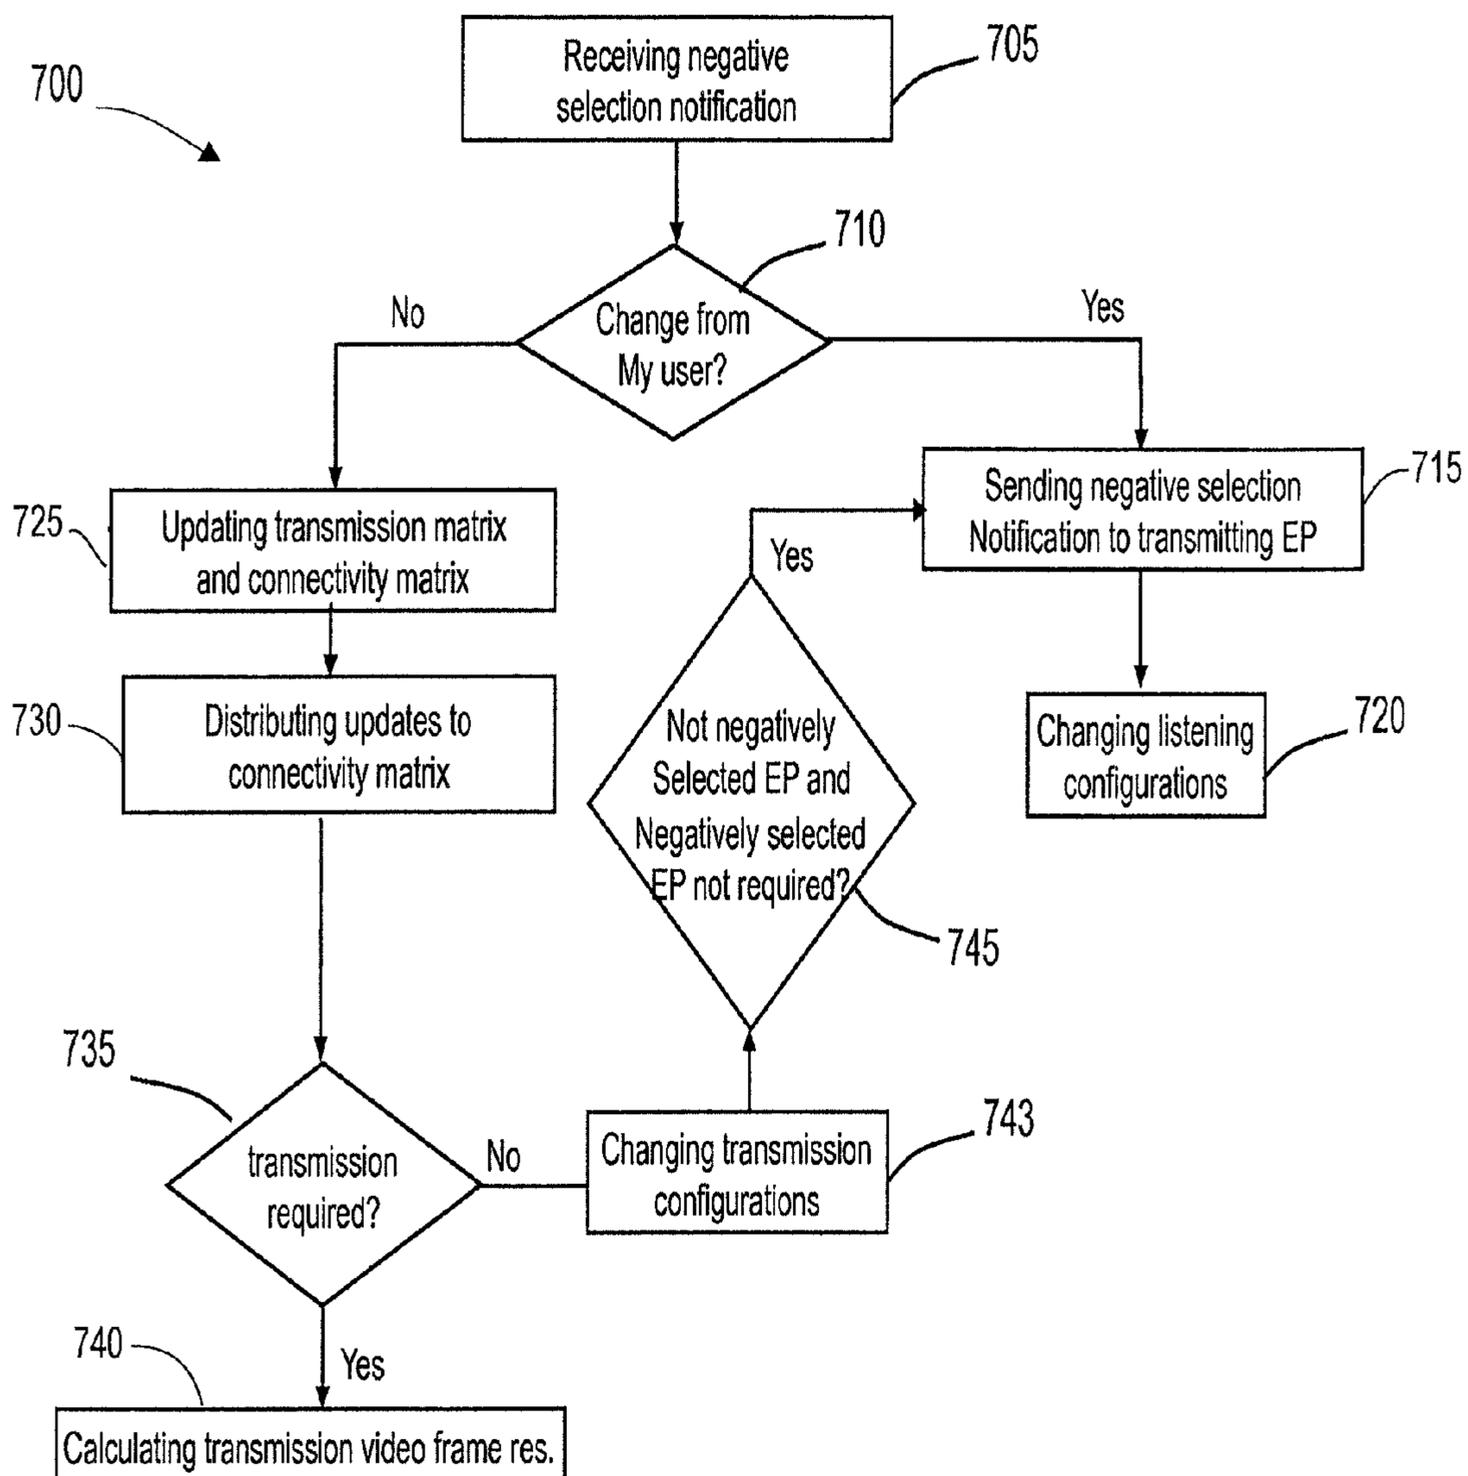 700
Receiving negative
selection notification
705
710
Change from
My user?
No
Yes
715
Sending negative selection
Notification to transmitting EP
725
Updating transmission matrix
and connectivity matrix
Yes
730
Distributing updates to
connectivity matrix
Not negatively
Selected EP and
Negatively selected
EP not required?
745
Changing listening
configurations
720
735
transmission
required?
No
Changing transmission
configurations
743
740
Yes
Calculating transmission video frame res.